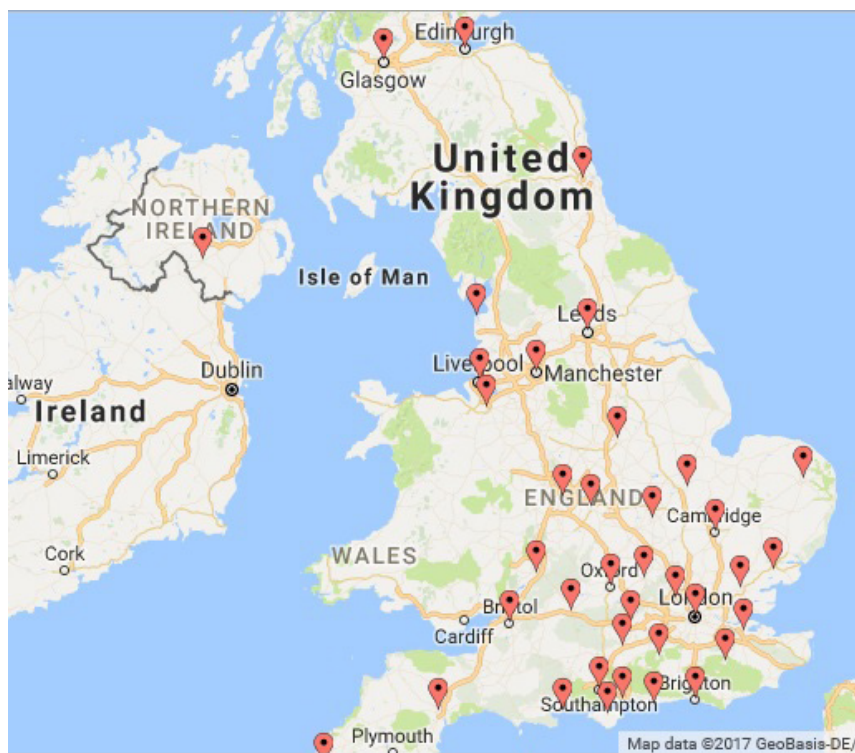 Edinburgh
Glasgow
United
Kingdom
NORTHERN
IRELAND
Isle of Man
Leeds
Dublin
Liverpool
Manchester
alway
Ireland
Limerick
ENGLAND
Cambridge
Cork
WALES
Oxford
London
Bristol
Cardiff
Brighton
Southampton
Plymouth
Map data ©2017 GeoBasis-DE/